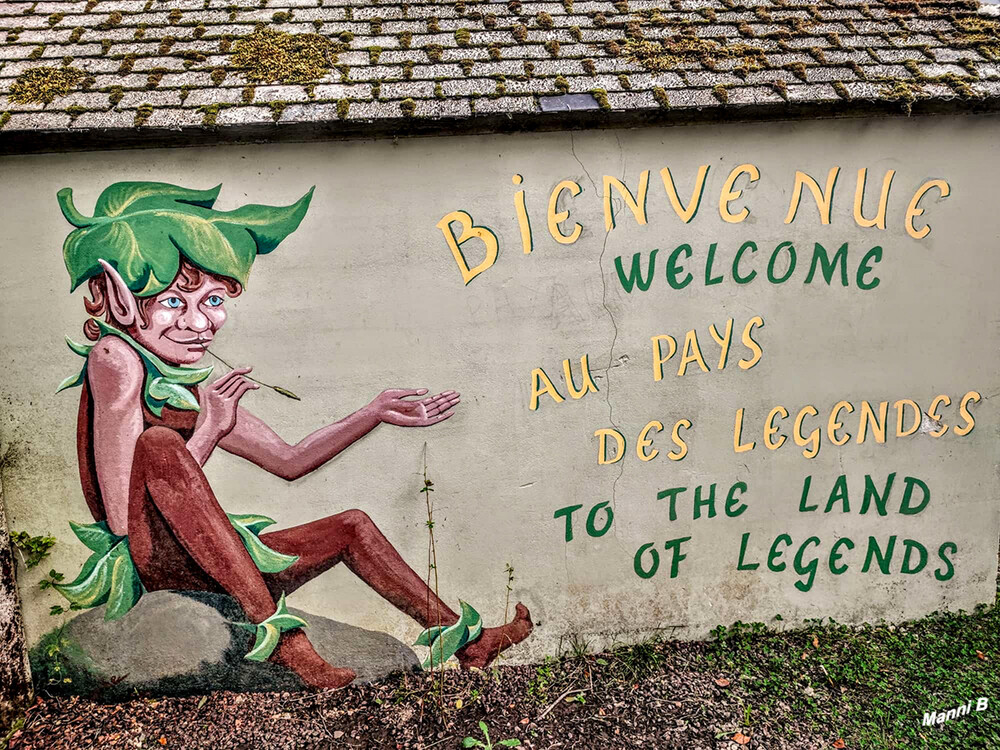 BiENVENUE
WELCOME
AU PAYS
DES LEGENDES
TO THE LAND
OF LEGENDS
Manni B